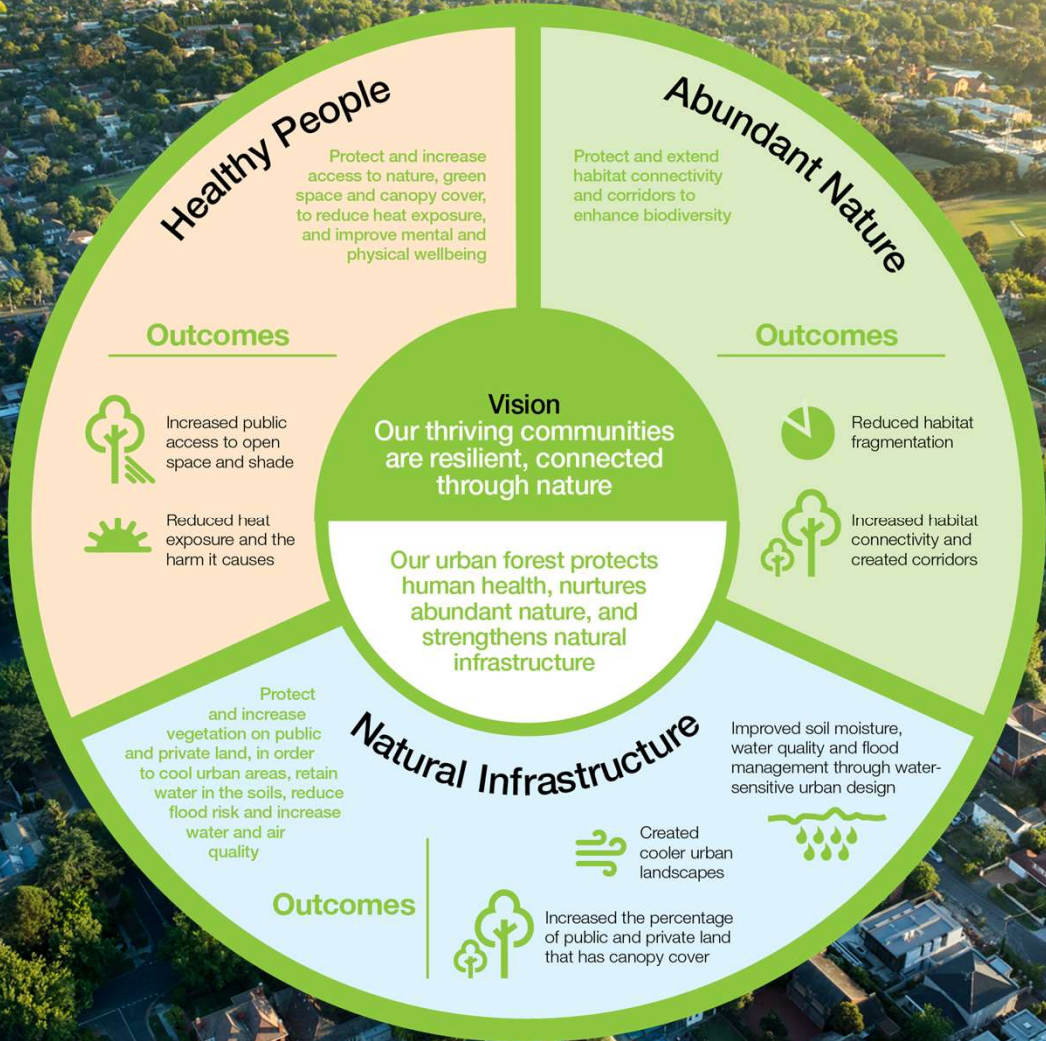 Healthy People
Protect and increase
access to nature, green
space and canopy cover,
to reduce heat exposure,
and improve mental and
physical wellbeing
Outcomes
Increased public
access to open
space and shade
Reduced heat
exposure and the
harm it causes
Abundant Nature
Protect and extend
habitat connectivity
and corridors to
enhance biodiversity
Outcomes
Reduced habitat
fragmentation
Increased habitat
connectivity and
created corridors
Vision
Our thriving communities
are resilient, connected
through nature
Our urban forest protects
human health, nurtures
abundant nature, and
strengthens natural
infrastructure
Natural Infrastructure
Protect
and increase
vegetation on public
and private land, in order
to cool urban areas, retain
water in the soils, reduce
flood risk and increase
water and air
quality
Outcomes
Improved soil moisture,
water quality and flood
management through water-
sensitive urban design
Created
cooler urban
landscapes
Increased the percentage
of public and private land
that has canopy cover